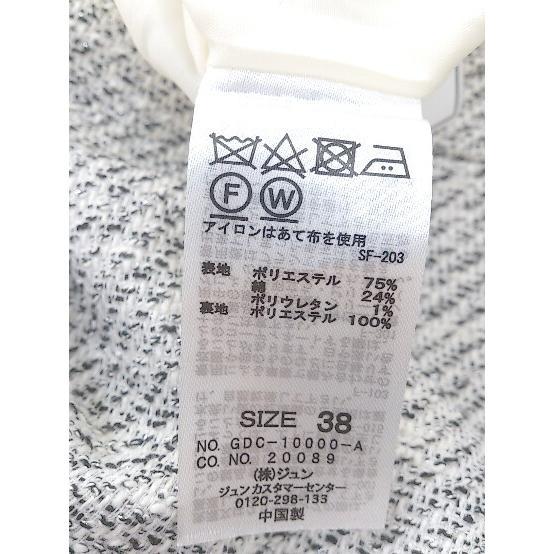 F W
アイロンはあて布を使用
SF-203
表地 ポリエステル 75%
綿 24%
ポリウレタン 1%
裏地 ポリエステル 100%
F-103
SIZE 38
NO. GDC-10000-A
CO. NO. 20089
(株)ジュン
ジュンカスタマーセンター
0120-298-133
中国製